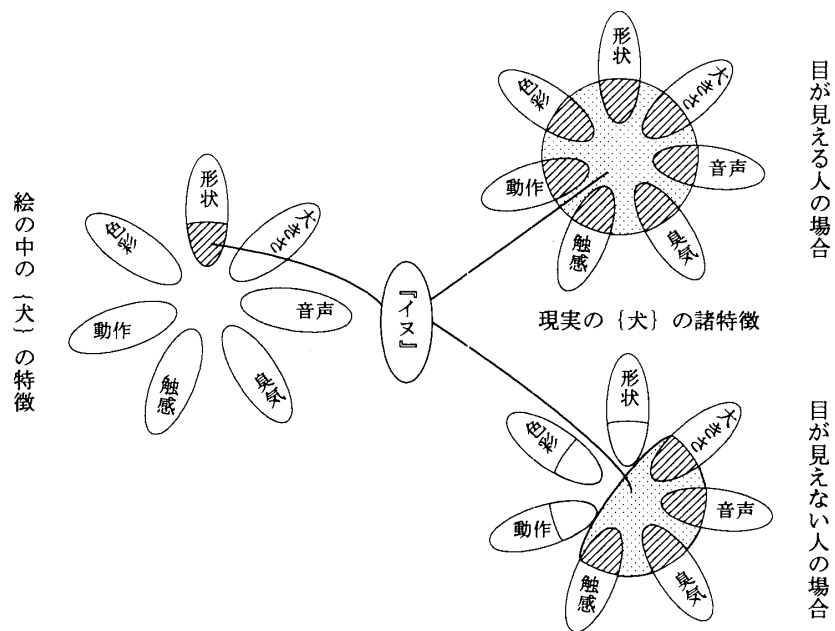 目が見える人の場合
形状
大きさ
音声
臭気
触感
動作
色彩
現実の{犬}の諸特徴
目が見えない人の場合
形状
大きさ
音声
臭気
触感
動作
色彩
『イヌ』
形状
大きさ
音声
臭気
触感
動作
色彩
絵の中の{犬}の特徴